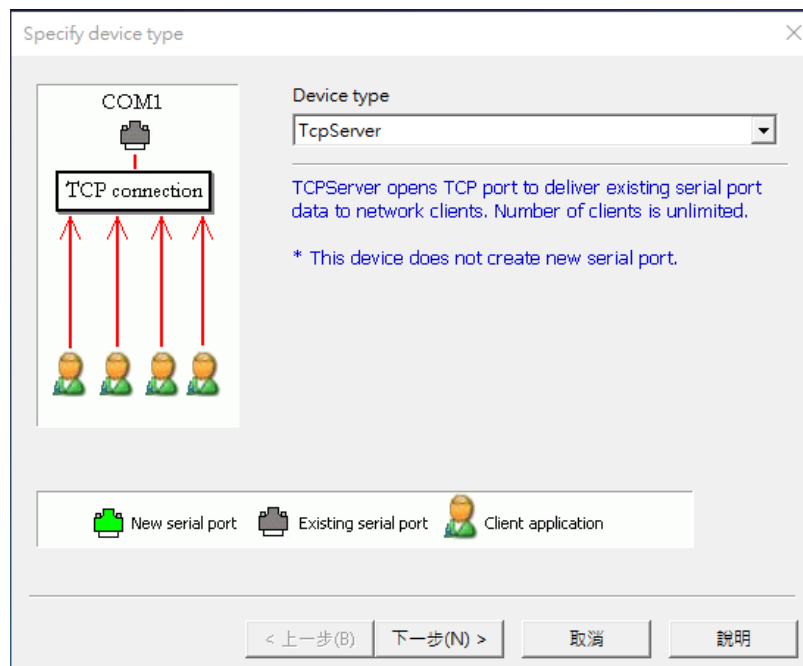 Specify device type
COM1
TCP connection
Device type
TcpServer
TCPServer opens TCP port to deliver existing serial port
data to network clients. Number of clients is unlimited.
* This device does not create new serial port.
New serial port
Existing serial port
Client application
< 上一步(B)
下一步(N) >
取消
說明